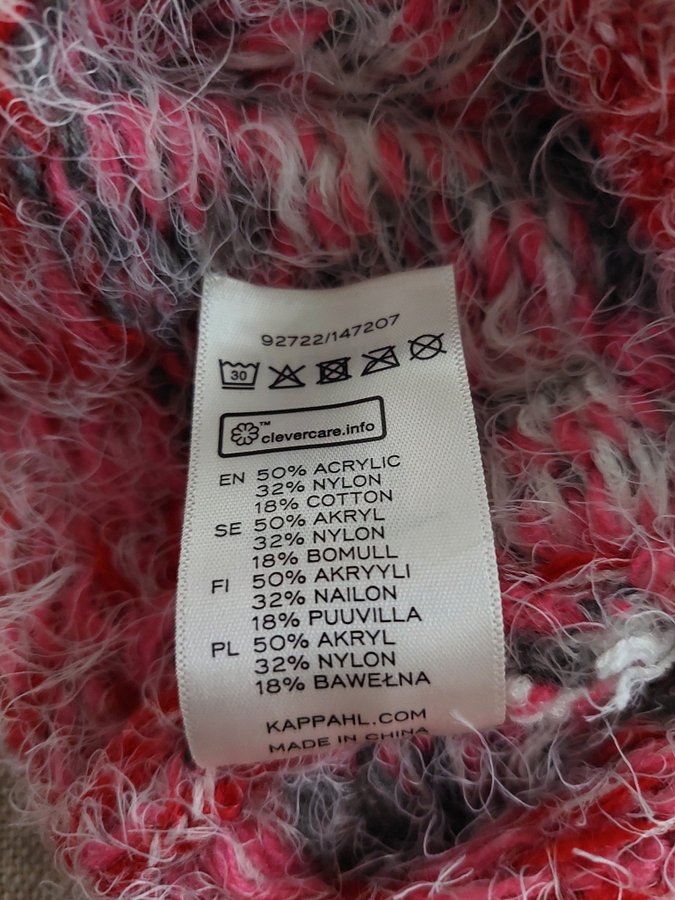 92722/147207
30
™ clevercare.info
EN 50% ACRYLIC
32% NYLON
18% COTTON
SE 50% AKRYL
32% NYLON
18% BOMULL
FI 50% AKRYYLI
32% NAILON
18% PUUVILLA
PL 50% AKRYL
32% NYLON
18% BAWEŁNA
KAPPAHL.COM
MADE IN CHINA